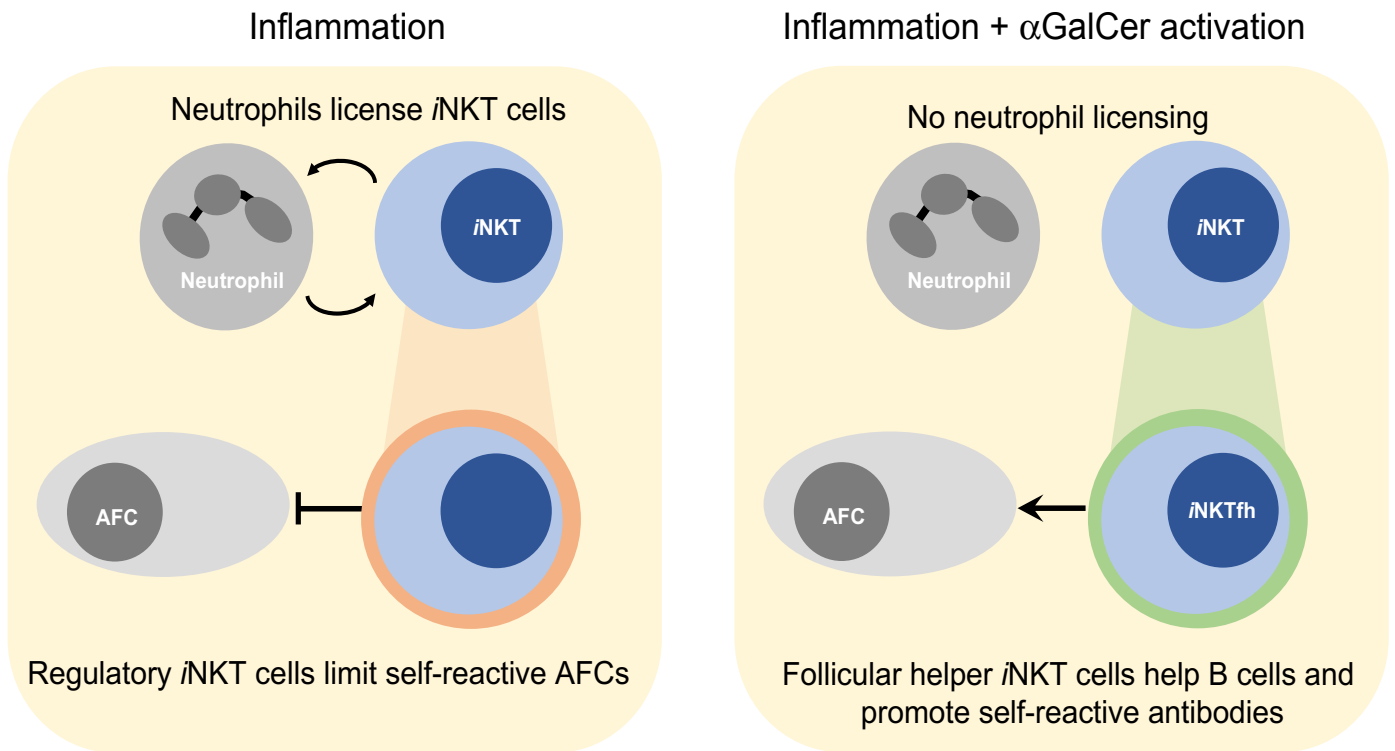 Inflammation
Neutrophils license iNKT cells
Neutrophil
iNKT
AFC
Regulatory iNKT cells limit self-reactive AFCs
Inflammation + αGalCer activation
No neutrophil licensing
Neutrophil
iNKT
AFC
iNKTfh
Follicular helper iNKT cells help B cells and
promote self-reactive antibodies